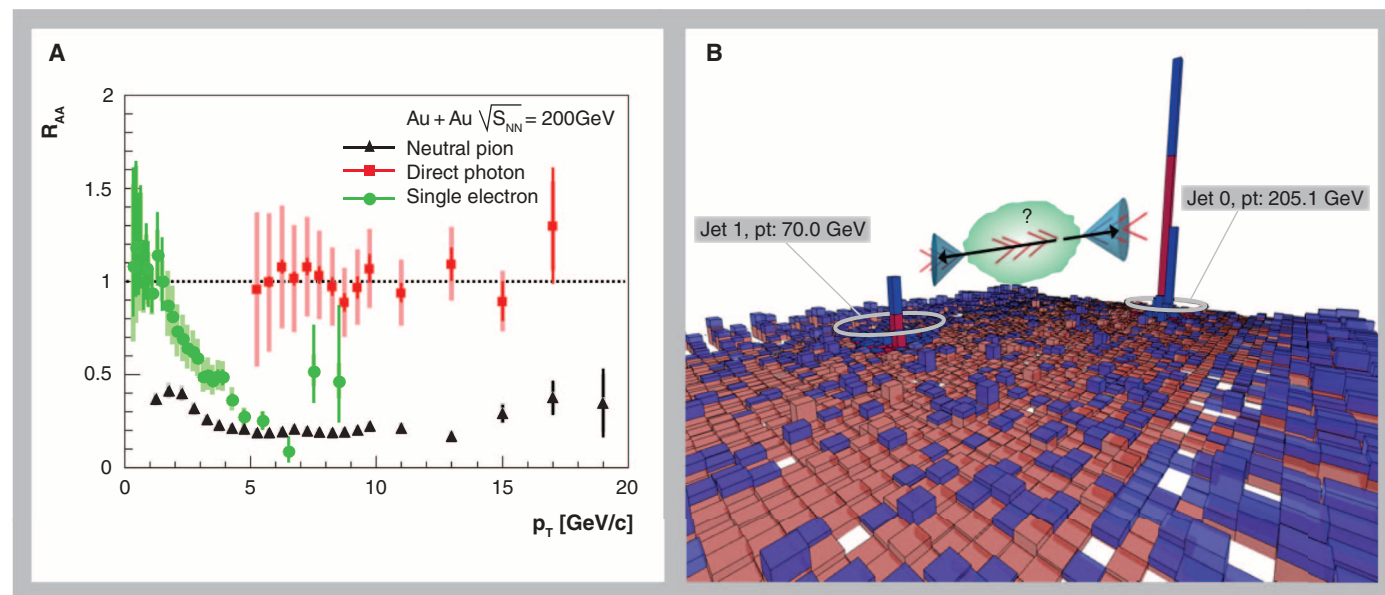 A
R_AA
2
1.5
1
0.5
0
0
5
10
15
20
p_T [GeV/c]
Au + Au √S_NN = 200GeV
Neutral pion
Direct photon
Single electron
B
?
Jet 0, pt: 205.1 GeV
Jet 1, pt: 70.0 GeV